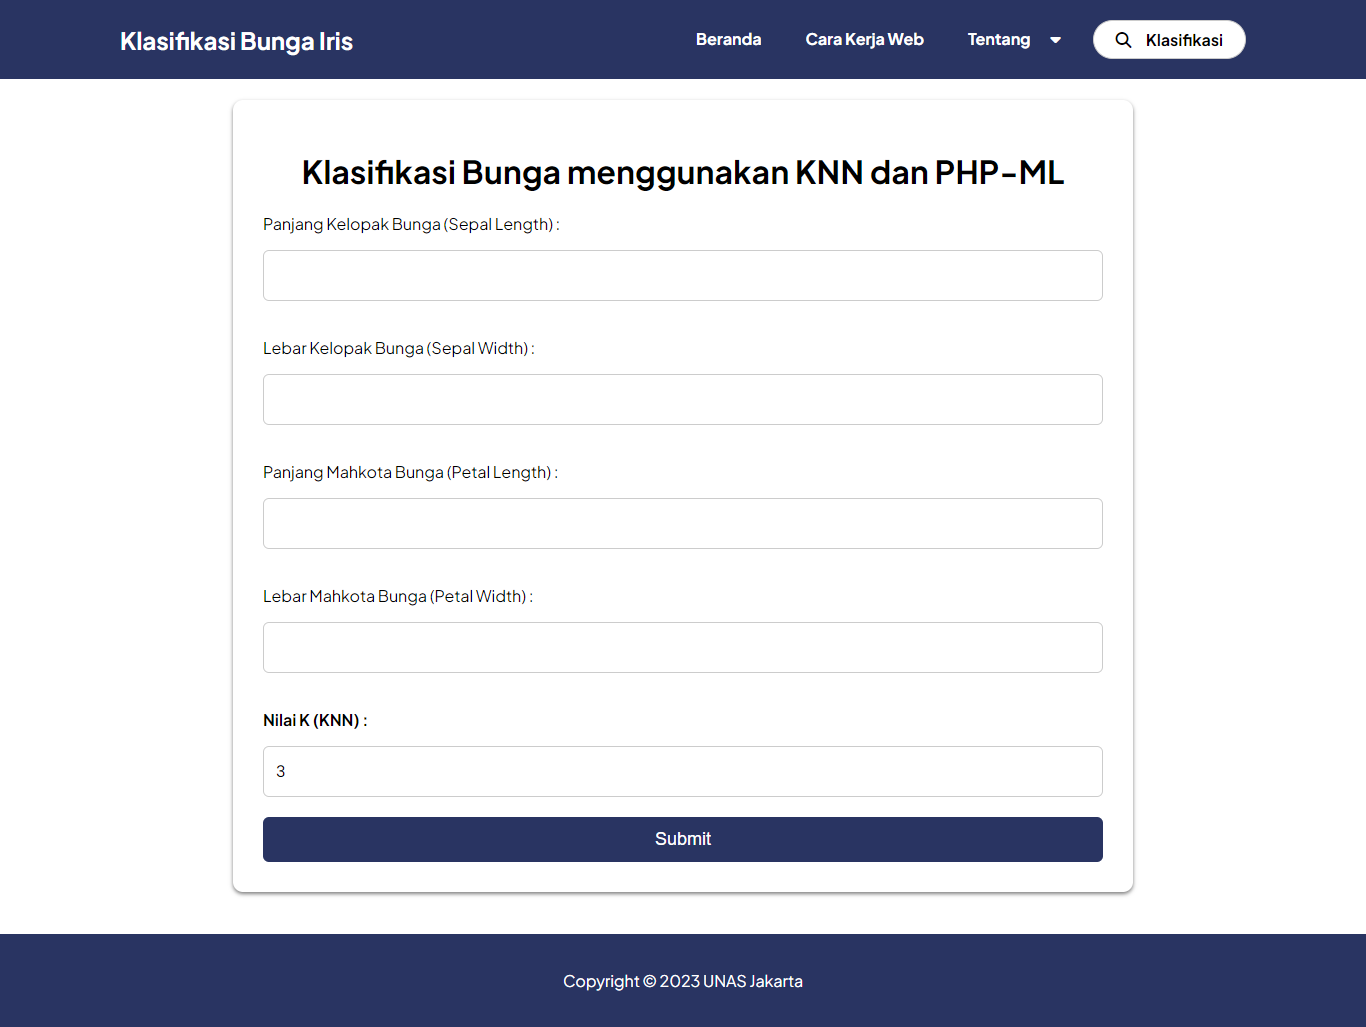 Klasifikasi Bunga Iris
Beranda
Cara Kerja Web
Tentang
Klasifikasi
Klasifikasi Bunga menggunakan KNN dan PHP-ML
Panjang Kelopak Bunga (Sepal Length) :
Lebar Kelopak Bunga (Sepal Width) :
Panjang Mahkota Bunga (Petal Length) :
Lebar Mahkota Bunga (Petal Width) :
Nilai K (KNN) :
3
Submit
Copyright © 2023 UNAS Jakarta